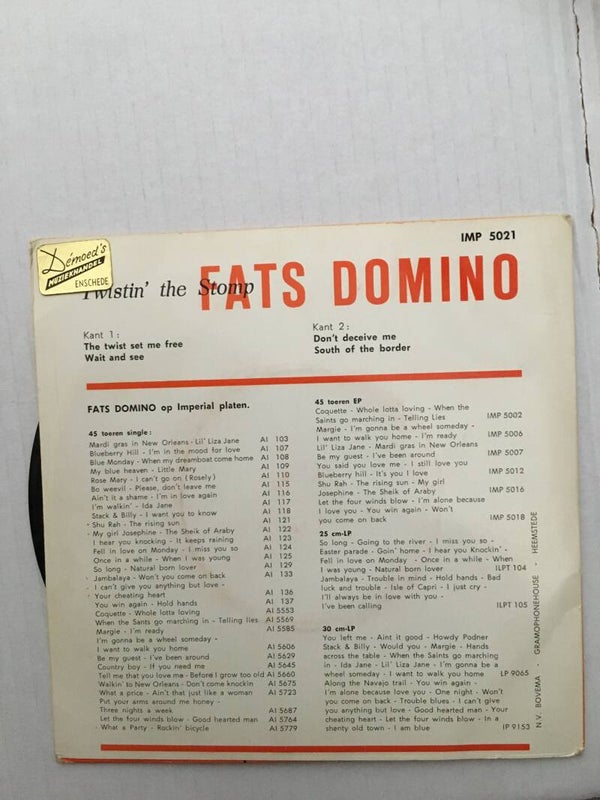 IMP 5021
Demoed's
MUZIEKHANDEL
ENSCHEDE
Twistin' the Stomp
FATS DOMINO
Kant 1:
The twist set me free
Wait and see
Kant 2:
Don't deceive me
South of the border
FATS DOMINO op Imperial platen.
45 toeren single:
Mardi gras in New Orleans - Lil' Liza Jane AI 103
Blueberry Hill - I'm in the mood for love AI 107
Blue Monday - When my dreamboat come home AI 108
My blue heaven - Little Mary AI 109
Rose Mary - I can't go on (Rosely) AI 110
Bo weevil - Please, don't leave me AI 115
Ain't it a shame - I'm in love again AI 116
I'm walkin' - Ida Jane AI 117
Stack & Billy - I want you to know AI 118
Shu Rah - The rising sun AI 121
My girl Josephine - The Sheik of Araby AI 122
I hear you knocking - It keeps raining AI 123
Fell in love on Monday - I miss you so AI 124
Once in a while - When I was young AI 125
So long - Natural born lover AI 129
Jambalaya - Won't you come on back AI 133
I can't give you anything but love -
Your cheating heart AI 136
You win again - Hold hands AI 137
Coquette - Whole lotta loving AI 5553
When the Sants go marching in - Telling lies AI 5569
Margie - I'm ready AI 5585
I'm gonna be a wheel someday -
I want to walk you home AI 5606
Be my guest - I've been around AI 5629
Country boy - If you need me AI 5645
Tell me that you love me - Before I grow too old AI 5660
Walkin' to New Orleans - Don't come knockin AI 5675
What a price - Ain't that just like a woman AI 5723
Put your arms around me honey -
Three nights a week AI 5687
Let the four winds blow - Good hearted man AI 5764
What a Party - Rockin' bicycle AI 5779
45 toeren EP
Coquette - Whole lotta loving - When the
Saints go marching in - Telling Lies IMP 5002
Margie - I'm gonna be a wheel someday -
I want to walk you home - I'm ready IMP 5006
Lil' Liza Jane - Mardi gras in New Orleans
Be my guest - I've been around IMP 5007
You said you love me - I still love you
Blueberry hill - It's you I love IMP 5012
Shu Rah - The rising sun - My girl
Josephine - The Sheik of Araby IMP 5016
Let the four winds blow - I'm alone because
I love you - You win again - Won't
you come on back IMP 5018
25 cm-LP
So long - Going to the river - I miss you so -
Easter parade - Goin' home - I hear you Knockin' -
Fell in love on Monday - Once in a while - When
I was young - Natural born lover ILPT 104
Jambalaya - Trouble in mind - Hold hands - Bad
luck and trouble - Isle of Capri - I just cry -
I'll always be in love with you -
I've been calling ILPT 105
30 cm-LP
You left me - Aint it good - Howdy Podner
Stack & Billy - Would you - Margie - Hands
across the table - When the Saints go marching
in - Ida Jane - Lil' Liza Jane - I'm gonna be a
wheel someday - I want to walk you home LP 9065
Along the Navajo trail - You win again -
I'm alone because I love you - One night - Won't
you come on back - Trouble blues - I can't give
you anything but love - Good hearted man - Your
cheating heart - Let the four winds blow - In a
shenty old town - I am blue IP 9153
N.V. BOVEMA - GRAMOPHONEHOUSE - HEEMSTEDE